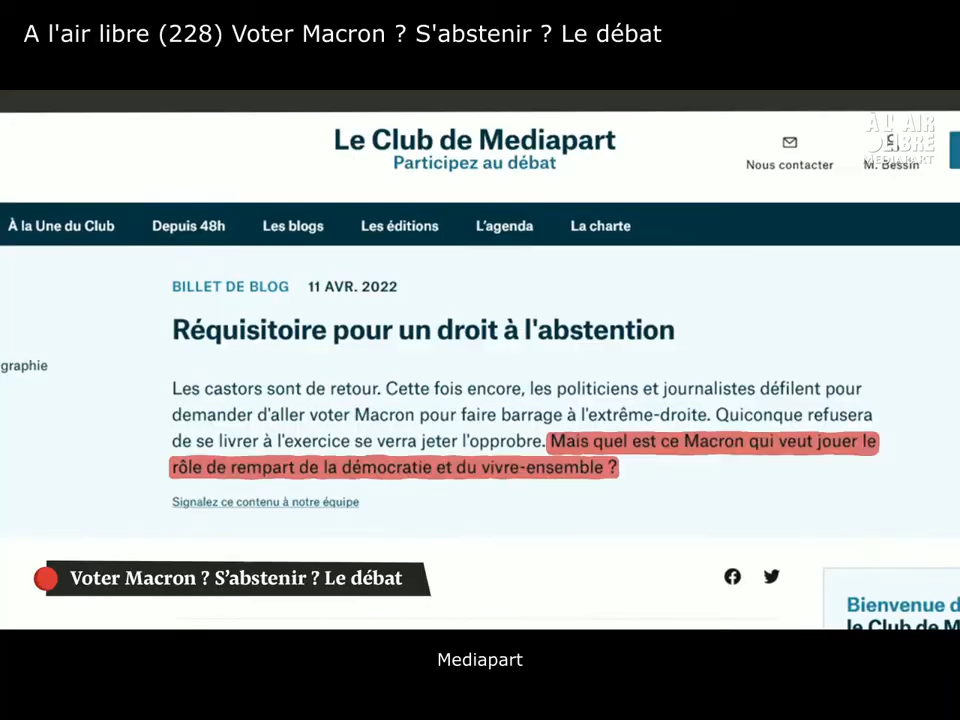 A l'air libre (228) Voter Macron ? S'abstenir ? Le débat
Le Club de Mediapart
Participez au débat
À L'AIR
LIBRE
MEDIAPART
Nous contacter
M. Bessin
À la Une du Club
Depuis 48h
Les blogs
Les éditions
L'agenda
La charte
BILLET DE BLOG
11 AVR. 2022
Réquisitoire pour un droit à l'abstention
graphie
Les castors sont de retour. Cette fois encore, les politiciens et journalistes défilent pour
demander d'aller voter Macron pour faire barrage à l'extrême-droite. Quiconque refusera
de se livrer à l'exercice se verra jeter l'opprobre. Mais quel est ce Macron qui veut jouer le
rôle de rempart de la démocratie et du vivre-ensemble ?
Signalez ce contenu à notre équipe
Voter Macron ? S'abstenir ? Le débat
Bienvenue d
le Club de M
Mediapart